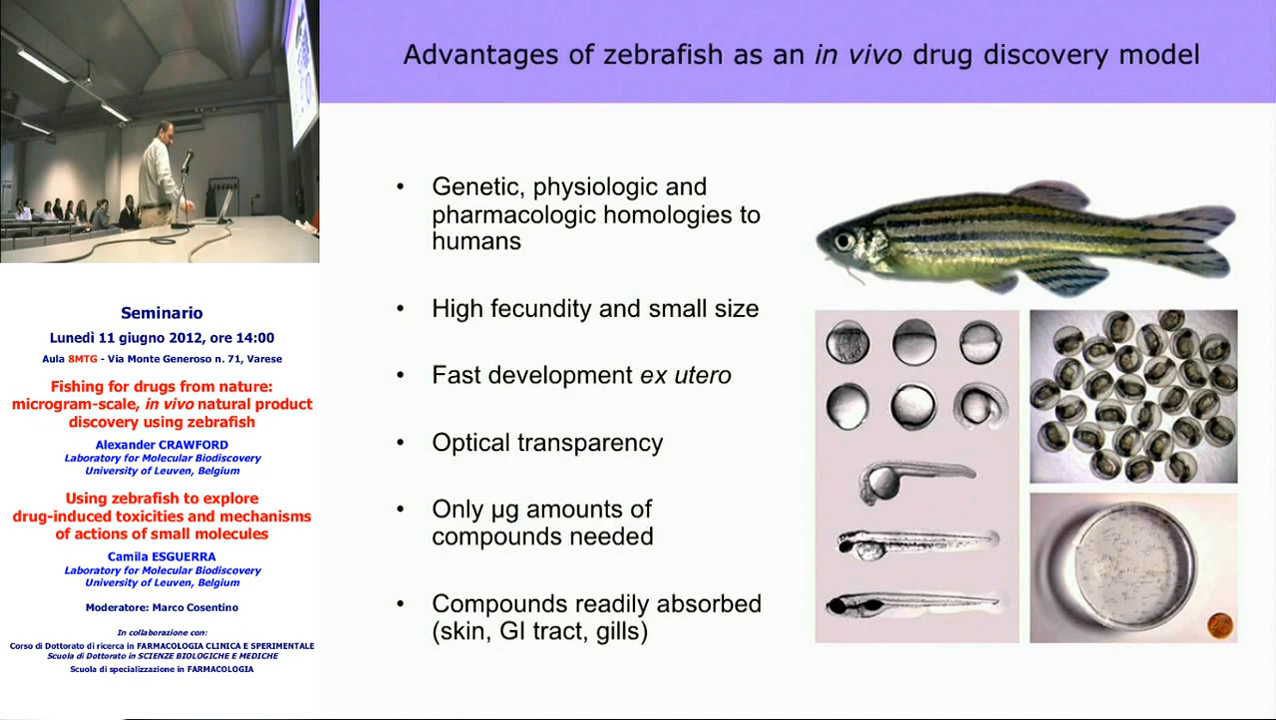 Advantages of zebrafish as an in vivo drug discovery model
• Genetic, physiologic and
pharmacologic homologies to
humans
• High fecundity and small size
• Fast development ex utero
• Optical transparency
• Only µg amounts of
compounds needed
• Compounds readily absorbed
(skin, GI tract, gills)
Seminario
Lunedì 11 giugno 2012, ore 14:00
Aula 8MTG - Via Monte Generoso n. 71, Varese
Fishing for drugs from nature:
microgram-scale, in vivo natural product
discovery using zebrafish
Alexander CRAWFORD
Laboratory for Molecular Biodiscovery
University of Leuven, Belgium
Using zebrafish to explore
drug-induced toxicities and mechanisms
of actions of small molecules
Camila ESGUERRA
Laboratory for Molecular Biodiscovery
University of Leuven, Belgium
Moderatore: Marco Cosentino
In collaborazione con:
Corso di Dottorato di ricerca in FARMACOLOGIA CLINICA E SPERIMENTALE
Scuola di Dottorato in SCIENZE BIOLOGICHE E MEDICHE
Scuola di specializzazione in FARMACOLOGIA